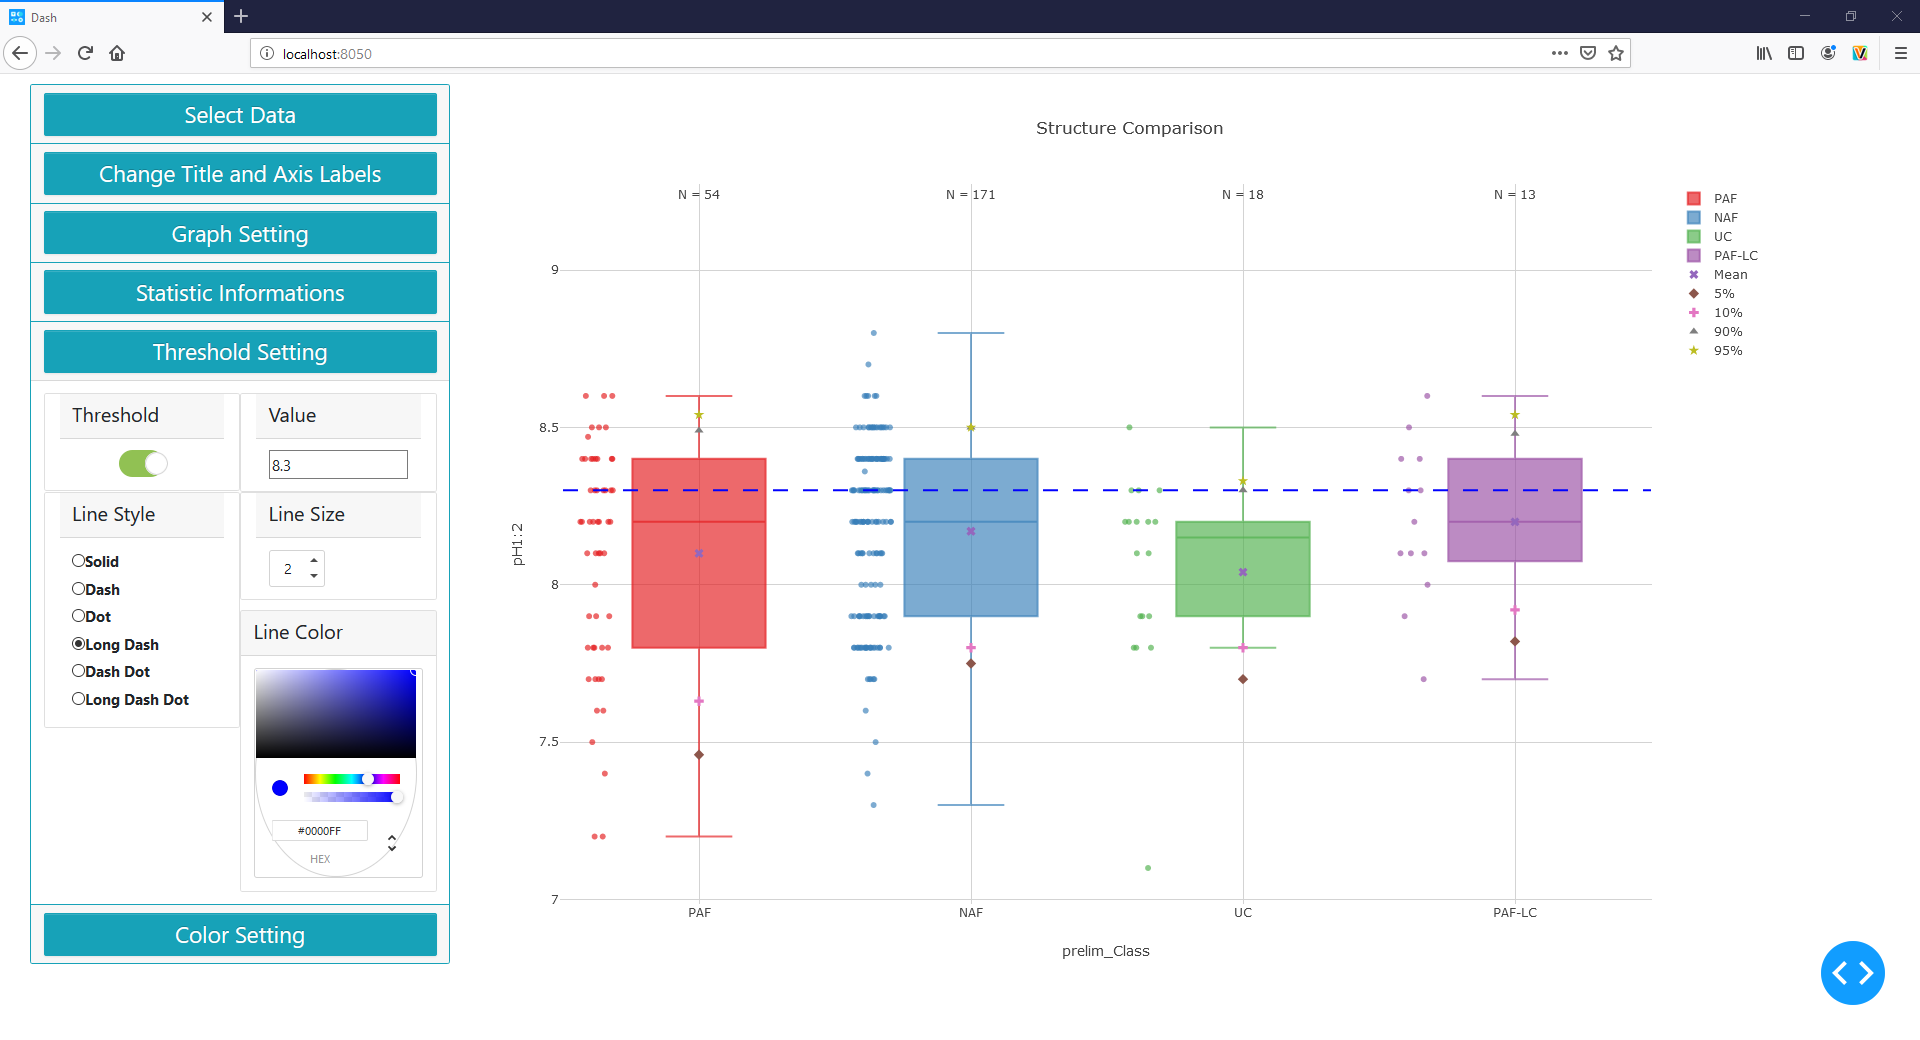 Dash
localhost:8050
Select Data
Change Title and Axis Labels
Graph Setting
Statistic Informations
Threshold Setting
Threshold
Value
8.3
Line Style
Solid
Dash
Dot
Long Dash
Dash Dot
Long Dash Dot
Line Size
2
Line Color
#0000FF
HEX
Color Setting
Structure Comparison
N = 54
N = 171
N = 18
N = 13
9
8.5
8
7.5
7
pH1:2
PAF
NAF
UC
PAF-LC
prelim_Class
PAF
NAF
UC
PAF-LC
Mean
5%
10%
90%
95%